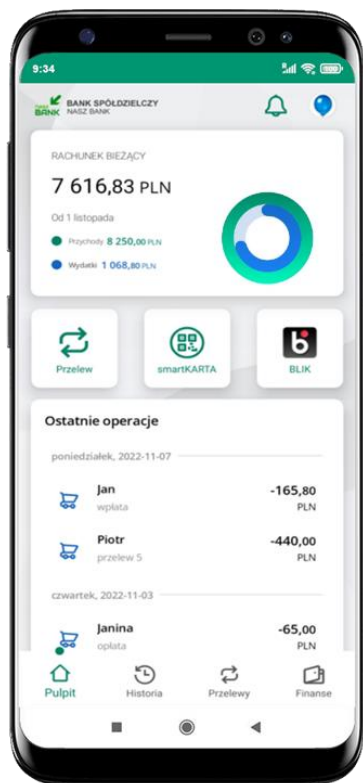 9:34
NASZ BANK BANK SPÓŁDZIELCZY
NASZ BANK
RACHUNEK BIEŻĄCY
7 616,83 PLN
Od 1 listopada
Przychody 8 250,00 PLN
Wydatki 1 068,80 PLN
Przelew smartKARTA BLIK
Ostatnie operacje
poniedziałek, 2022-11-07
Jan -165,80
wpłata PLN
Piotr -440,00
przelew 5 PLN
czwartek, 2022-11-03
Janina -65,00
opłata PLN
Pulpit Historia Przelewy Finanse